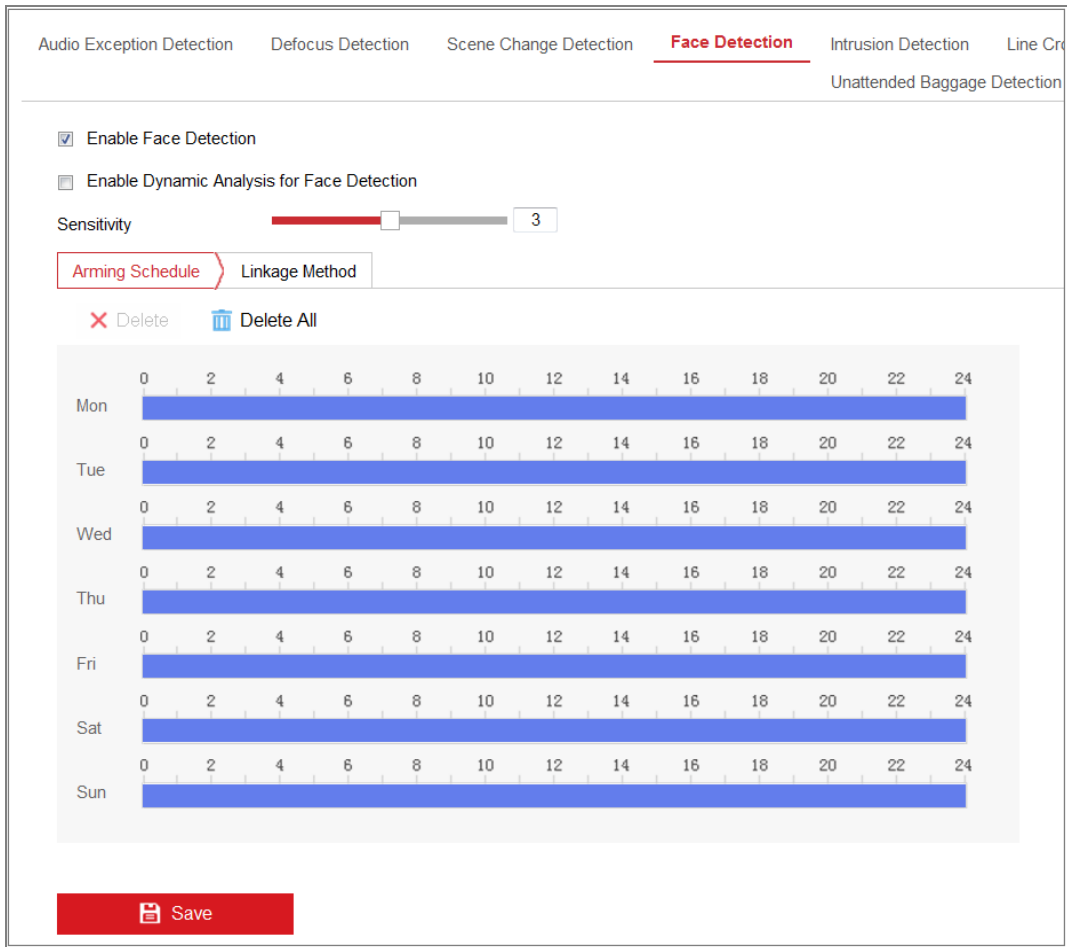 Audio Exception Detection Defocus Detection Scene Change Detection Face Detection Intrusion Detection Line Cro
Unattended Baggage Detection
Enable Face Detection
Enable Dynamic Analysis for Face Detection
Sensitivity 3
Arming Schedule Linkage Method
Delete Delete All
0 2 4 6 8 10 12 14 16 18 20 22 24
Mon
0 2 4 6 8 10 12 14 16 18 20 22 24
Tue
0 2 4 6 8 10 12 14 16 18 20 22 24
Wed
0 2 4 6 8 10 12 14 16 18 20 22 24
Thu
0 2 4 6 8 10 12 14 16 18 20 22 24
Fri
0 2 4 6 8 10 12 14 16 18 20 22 24
Sat
0 2 4 6 8 10 12 14 16 18 20 22 24
Sun
Save